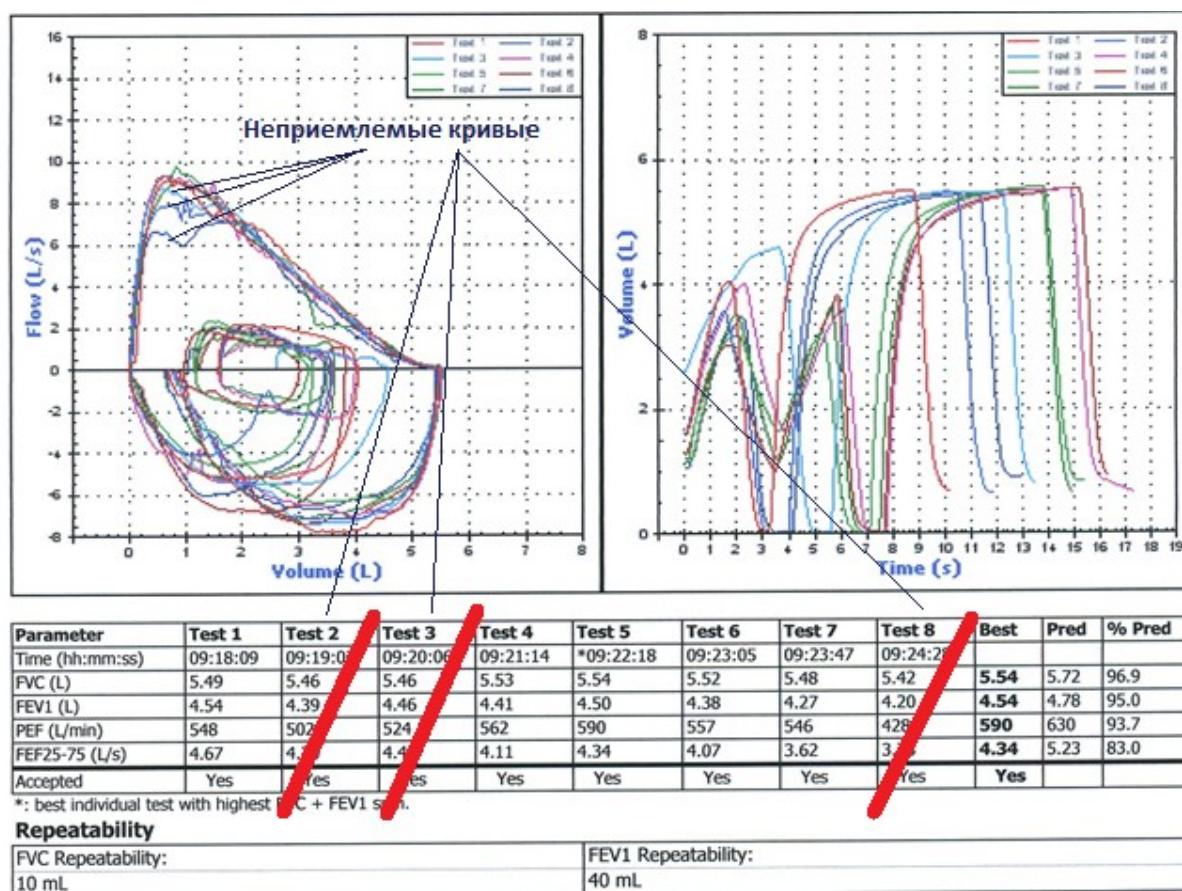 16
14
12
10
8
6
4
2
0
-2
-4
-6
-8
Flow (L/s)
0 1 2 3 4 5 6 7 8
Volume (L)
Test 1 Test 2
Test 3 Test 4
Test 5 Test 6
Test 7 Test 8
Неприемлемые кривые
8
6
4
2
0
Volume (L)
0 1 2 3 4 5 6 7 8 9 10 11 12 13 14 15 16 17 18 19
Time (s)
Test 1 Test 2
Test 3 Test 4
Test 5 Test 6
Test 7 Test 8
Parameter Test 1 Test 2 Test 3 Test 4 Test 5 Test 6 Test 7 Test 8 Best Pred % Pred
Time (hh:mm:ss) 09:18:09 09:20:06 09:21:14 *09:22:18 09:23:05 09:23:47
FVC (L) 5.49 5.46 5.46 5.53 5.54 5.52 5.48 5.42 5.54 5.72 96.9
FEV1 (L) 4.54 4.39 4.46 4.41 4.50 4.38 4.27 4.20 4.54 4.78 95.0
PEF (L/min) 548 502 524 562 590 557 546 428 590 630 93.7
FEF25-75 (L/s) 4.67 4.11 4.34 4.07 3.62 4.34 5.23 83.0
Accepted Yes Yes Yes Yes Yes Yes Yes Yes Yes
*: best individual test with highest + FEV1
Repeatability
FVC Repeatability: FEV1 Repeatability:
10 mL 40 mL